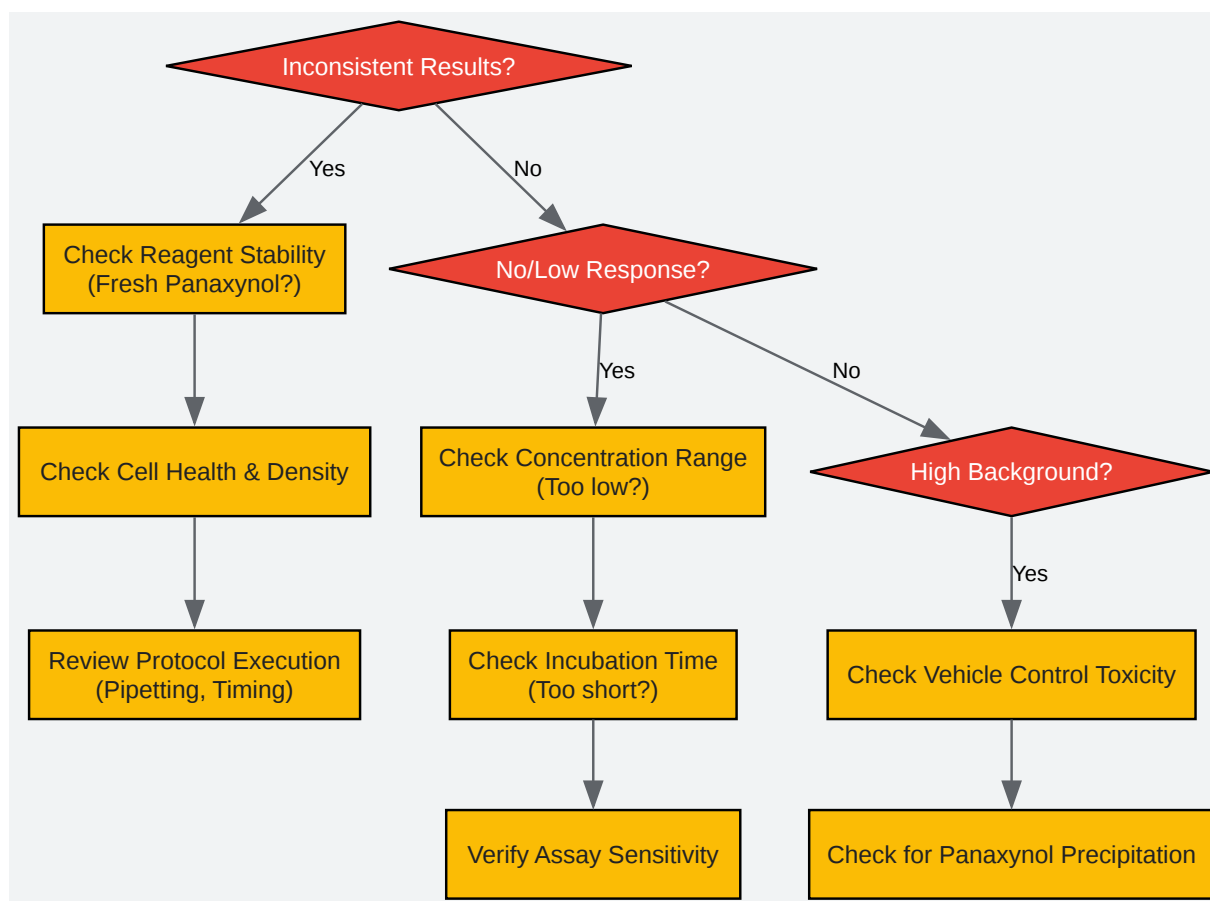 Inconsistent Results?
Yes
No
Check Reagent Stability
(Fresh Panaxynol?)
No/Low Response?
Yes
No
Check Cell Health & Density
Check Concentration Range
(Too low?)
High Background?
Yes
Review Protocol Execution
(Pipetting, Timing)
Check Incubation Time
(Too short?)
Check Vehicle Control Toxicity
Verify Assay Sensitivity
Check for Panaxynol Precipitation